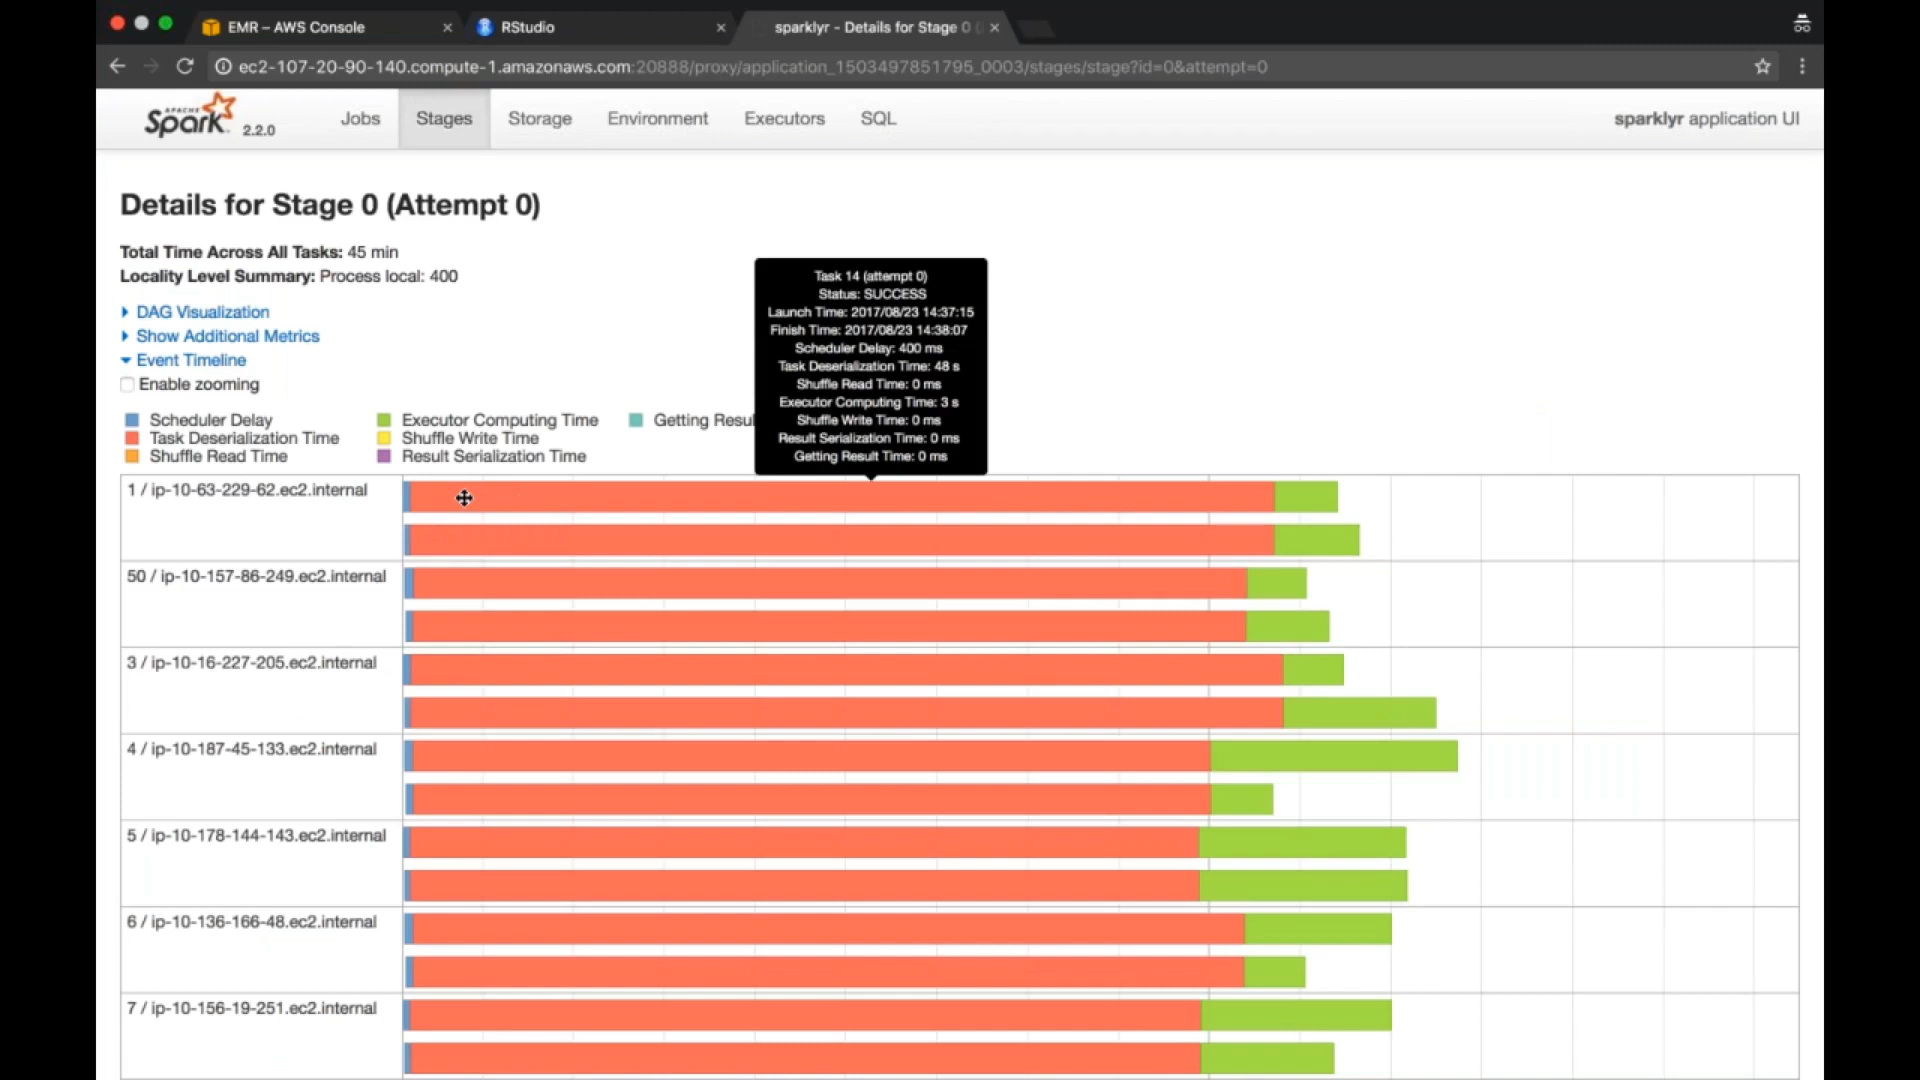 EMR – AWS Console
RStudio
sparklyr - Details for Stage 0 (
ec2-107-20-90-140.compute-1.amazonaws.com:20888/proxy/application_1503497851795_0003/stages/stage?id=0&attempt=0
APACHE
Spark 2.2.0
Jobs
Stages
Storage
Environment
Executors
SQL
sparklyr application UI
Details for Stage 0 (Attempt 0)
Total Time Across All Tasks: 45 min
Locality Level Summary: Process local: 400
DAG Visualization
Show Additional Metrics
Event Timeline
Enable zooming
Task 14 (attempt 0)
Status: SUCCESS
Launch Time: 2017/08/23 14:37:15
Finish Time: 2017/08/23 14:38:07
Scheduler Delay: 400 ms
Task Deserialization Time: 48 s
Shuffle Read Time: 0 ms
Executor Computing Time: 3 s
Shuffle Write Time: 0 ms
Result Serialization Time: 0 ms
Getting Result Time: 0 ms
Scheduler Delay
Executor Computing Time
Getting Resul
Task Deserialization Time
Shuffle Write Time
Shuffle Read Time
Result Serialization Time
1 / ip-10-63-229-62.ec2.internal
50 / ip-10-157-86-249.ec2.internal
3 / ip-10-16-227-205.ec2.internal
4 / ip-10-187-45-133.ec2.internal
5 / ip-10-178-144-143.ec2.internal
6 / ip-10-136-166-48.ec2.internal
7 / ip-10-156-19-251.ec2.internal